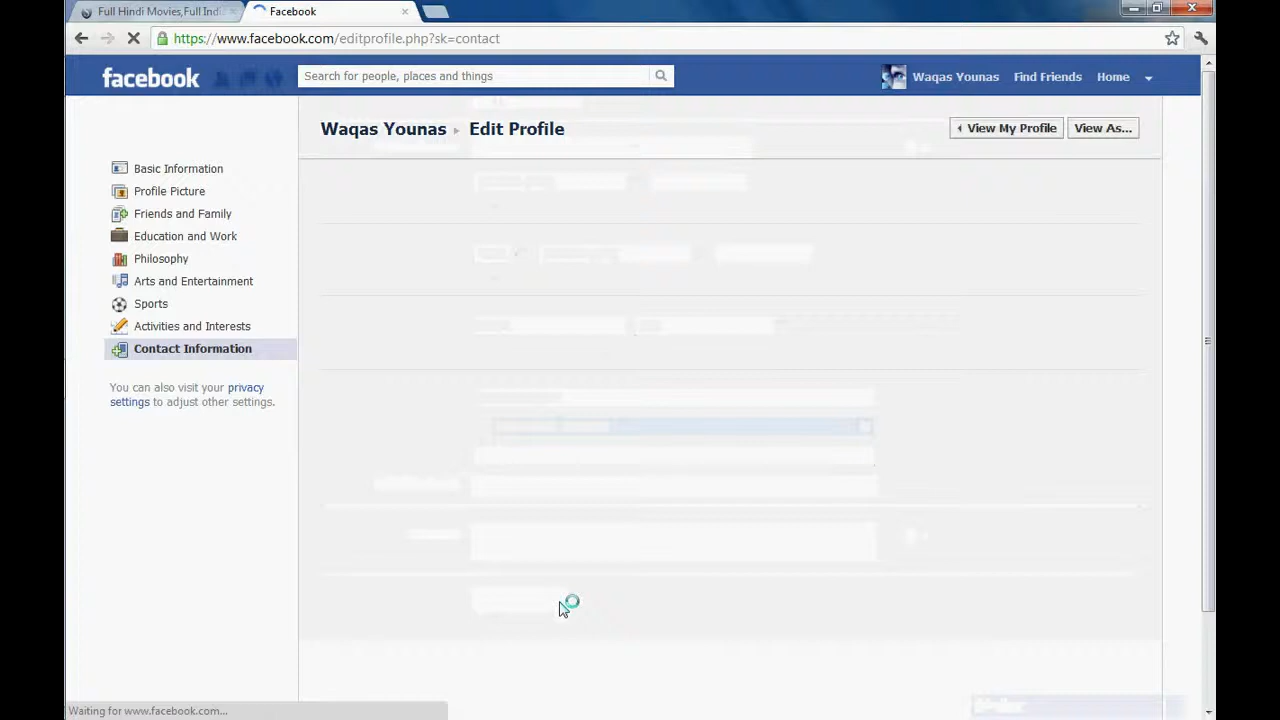 Full Hindi Movies,Full Indi
Facebook
https://www.facebook.com/editprofile.php?sk=contact
facebook
Search for people, places and things
Waqas Younas
Find Friends
Home
Waqas Younas
Edit Profile
View My Profile
View As...
Basic Information
Profile Picture
Friends and Family
Education and Work
Philosophy
Arts and Entertainment
Sports
Activities and Interests
Contact Information
You can also visit your privacy
settings to adjust other settings.
Waiting for www.facebook.com...